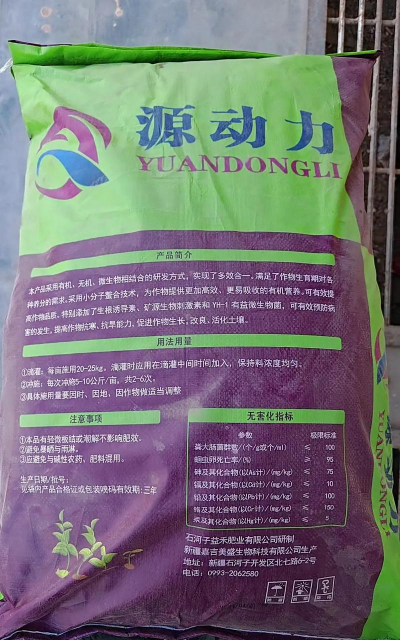 源动力
YUANDONGLI
产品简介
本产品采用有机、无机、微生物相结合的研发方式，实现了多效合一，满足了作物生育期对各
种养分的需求，采用小分子螯合技术，为作物提供更加高效、更易吸收的有机营养。可有效提
高作物品质，特别添加了生根诱导素、矿源生物刺激素和YH-1有益微生物菌，可有效预防病
害的发生，提高作物抗寒、抗旱能力，促进作物生长，改良、活化土壤。
用法用量
①滴灌：每亩施用20-25kg，滴灌时应用在滴灌中间时间加入，保持料浓度均匀。
②冲施：每次冲施5-10公斤/亩，共2-6次。
③具体施用量要因时、因地、因作物做适当调整
注意事项
①本品有轻微板结或潮解不影响肥效。
②避免暴晒与雨淋。
③应避免与碱性农药、肥料混用。
生产日期/批号：
见袋内产品合格证或包装喷码有效期：三年
无害化指标
参数 极限标准
粪大肠菌群数/(个/g或个/ml) ≤ 100
蛔虫卵死亡率/(%) ≥ 95
砷及其化合物(以As计)/(mg/kg) ≤ 75
镉及其化合物(以Cd计)/(mg/kg) ≤ 10
铅及其化合物(以Pb计)/(mg/kg) ≤ 100
铬及其化合物(以Cr计)/(mg/kg) ≤ 150
汞及其化合物(以Hg计)/(mg/kg) ≤ 5
石河子益禾肥业有限公司研制
新疆嘉吉美盛生物科技有限公司生产
地址：新疆石河子开发区北七路6-2号
电话：0993-2062580
YUANDONGLI